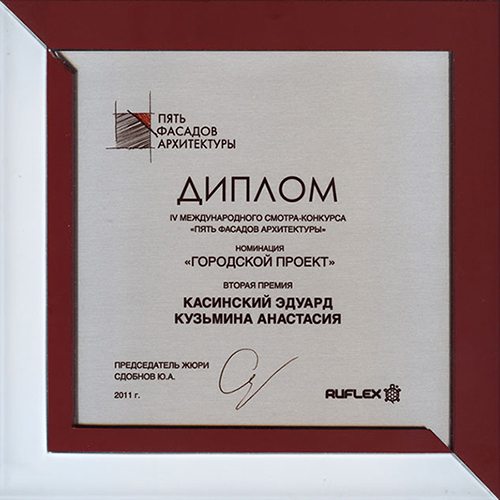 ПЯТЬ
ФАСАДОВ
АРХИТЕКТУРЫ
ДИПЛОМ
IV МЕЖДУНАРОДНОГО СМОТРА-КОНКУРСА
«ПЯТЬ ФАСАДОВ АРХИТЕКТУРЫ»
НОМИНАЦИЯ
«ГОРОДСКОЙ ПРОЕКТ»
ВТОРАЯ ПРЕМИЯ
КАСИНСКИЙ ЭДУАРД
КУЗЬМИНА АНАСТАСИЯ
ПРЕДСЕДАТЕЛЬ ЖЮРИ
СДОБНОВ Ю.А.
2011 г.
RUFLEX